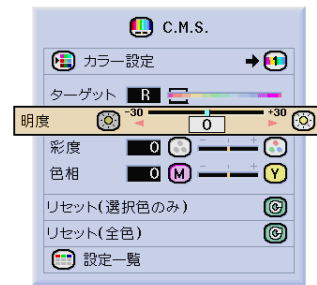 C.M.S.
カラー設定 1
ターゲット R
明度 -30 0 +30
彩度 0 - +
色相 0 M - + Y
リセット(選択色のみ)
リセット(全色)
設定一覧